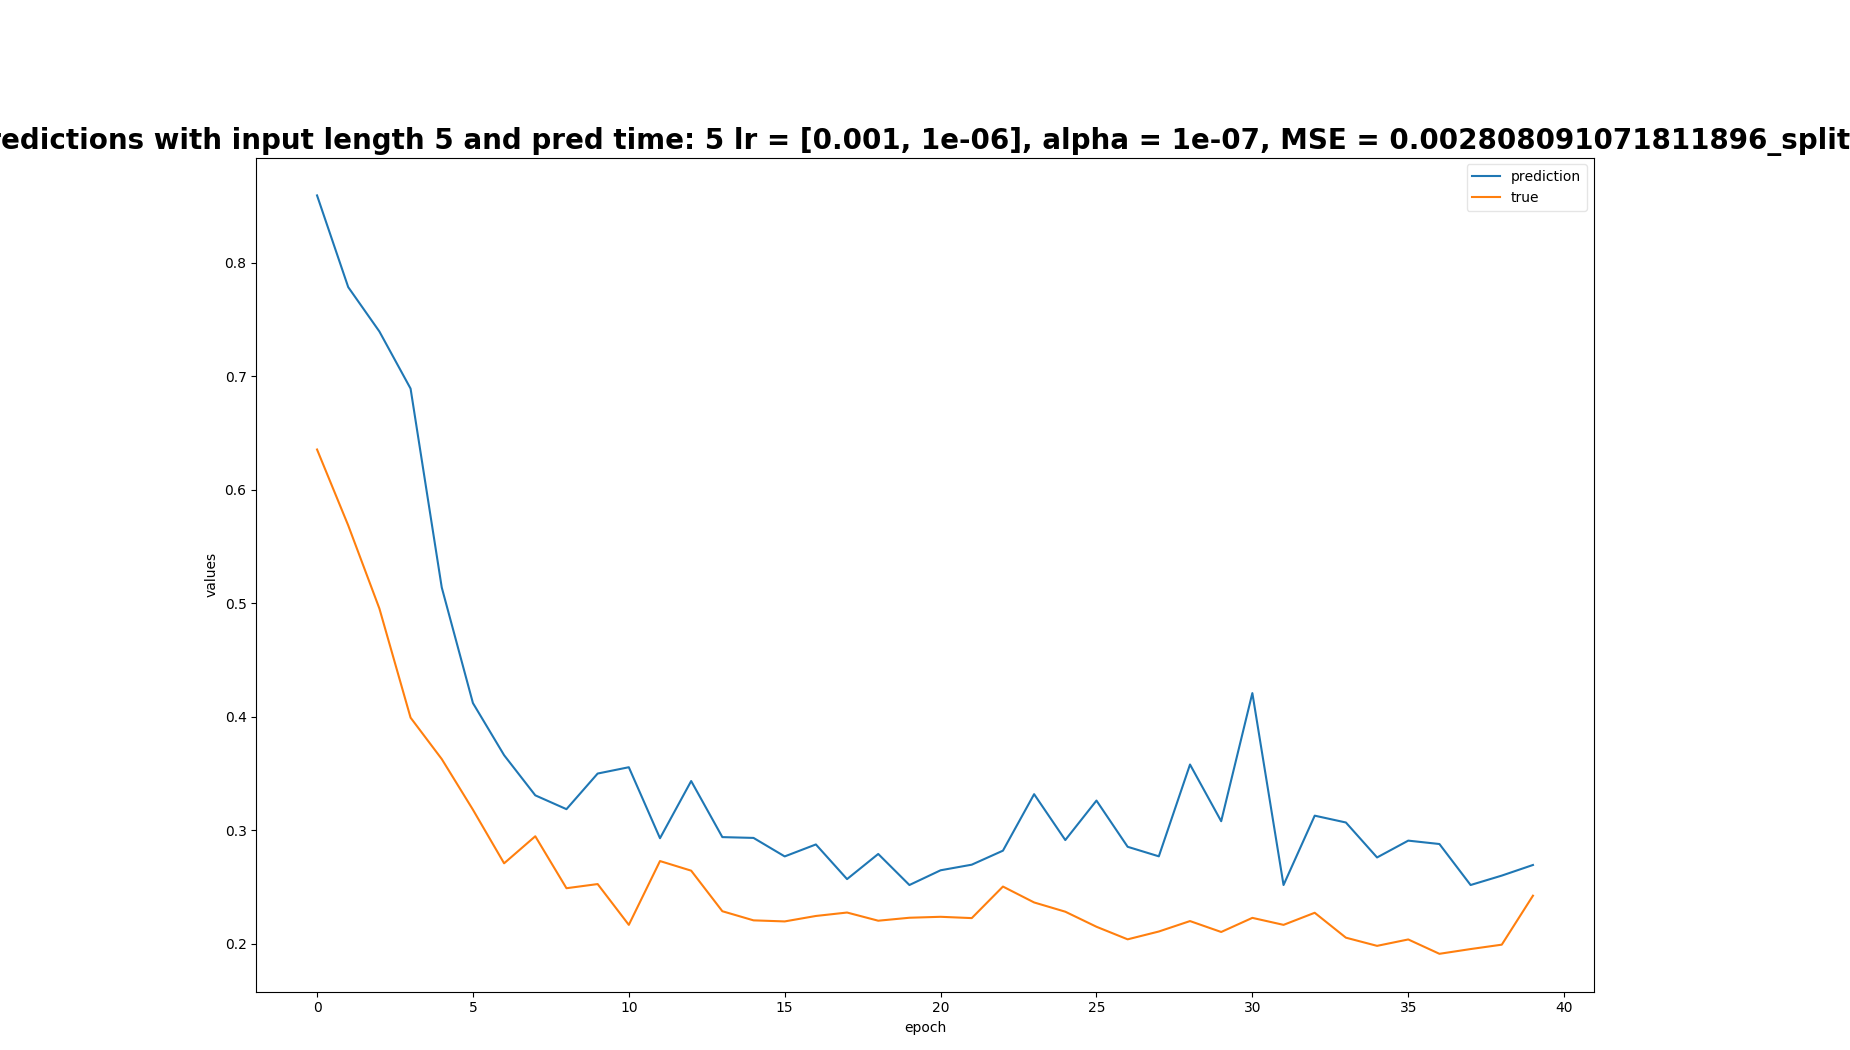 redictions with input length 5 and pred time: 5 lr = [0.001, 1e-06], alpha = 1e-07, MSE = 0.002808091071811896_split
prediction
true
0.8
0.7
0.6
0.5
0.4
0.3
0.2
values
0 5 10 15 20 25 30 35 40
epoch